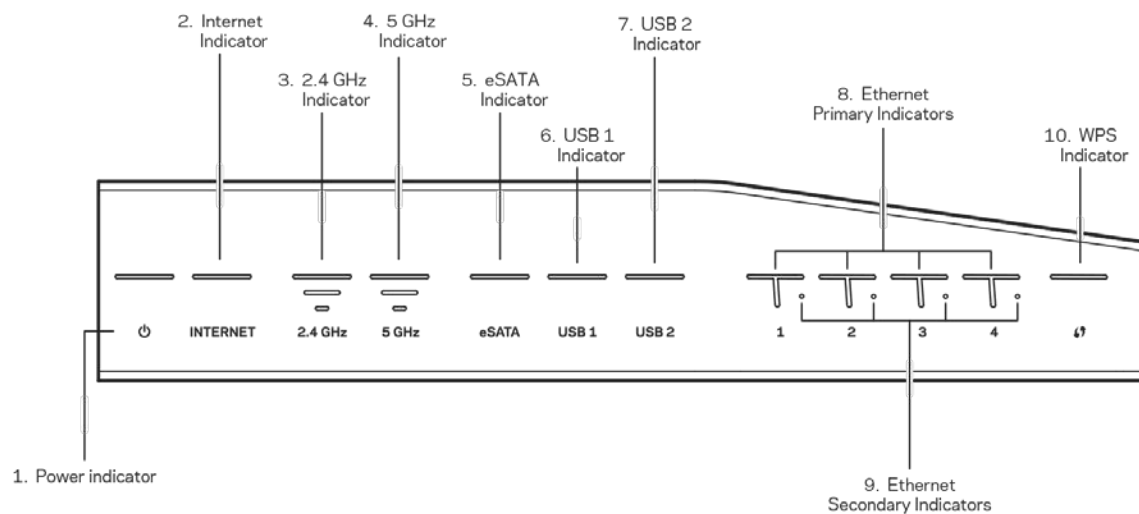 2. Internet
Indicator
4. 5 GHz
Indicator
7. USB 2
Indicator
3. 2.4 GHz
Indicator
5. eSATA
Indicator
8. Ethernet
Primary Indicators
6. USB 1
Indicator
10. WPS
Indicator
INTERNET
2.4 GHz
5 GHz
eSATA
USB 1
USB 2
1
2
3
4
1. Power indicator
9. Ethernet
Secondary Indicators